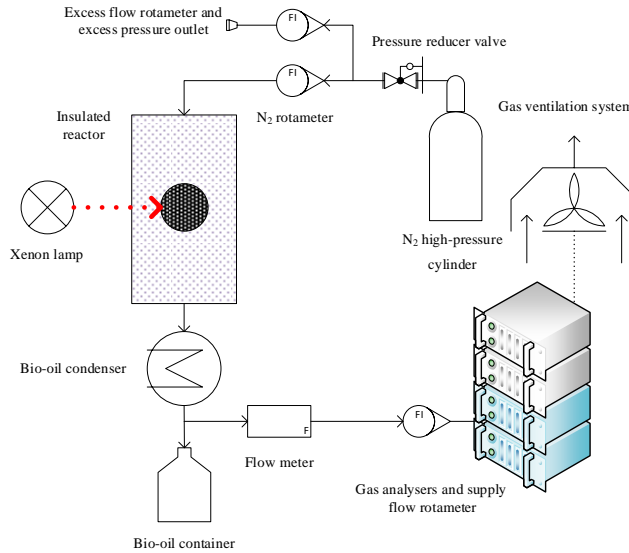 Excess flow rotameter and
excess pressure outlet
FI
Pressure reducer valve
FI
N₂ rotameter
Insulated
reactor
Gas ventilation system
Xenon lamp
N₂ high-pressure
cylinder
Bio-oil condenser
F
FI
Flow meter
Gas analysers and supply
flow rotameter
Bio-oil container